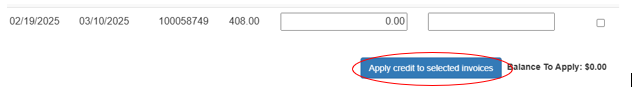 02/19/2025 03/10/2025 100058749 408.00 0.00
Apply credit to selected invoices Balance To Apply: $0.00